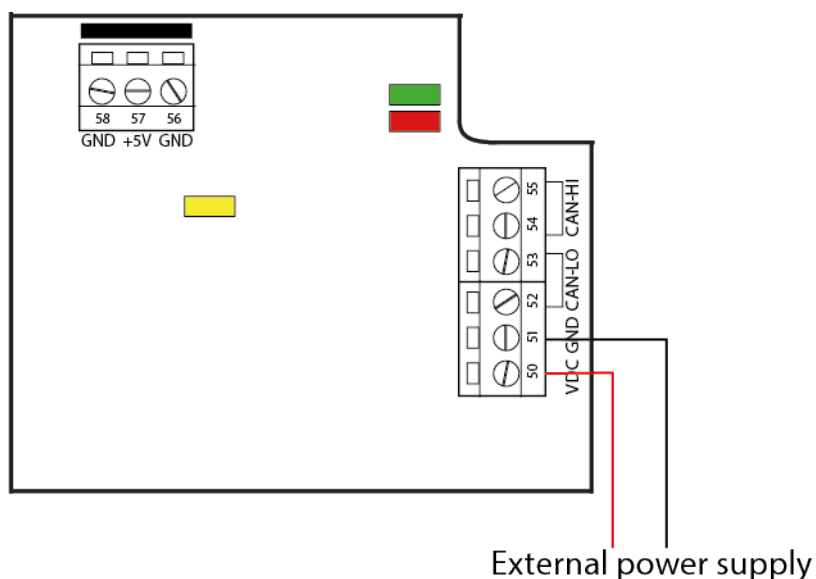 58 57 56
GND +5V GND
55
54
CAN-HI
53
52
CAN-LO
51
GND
50
VDC
External power supply